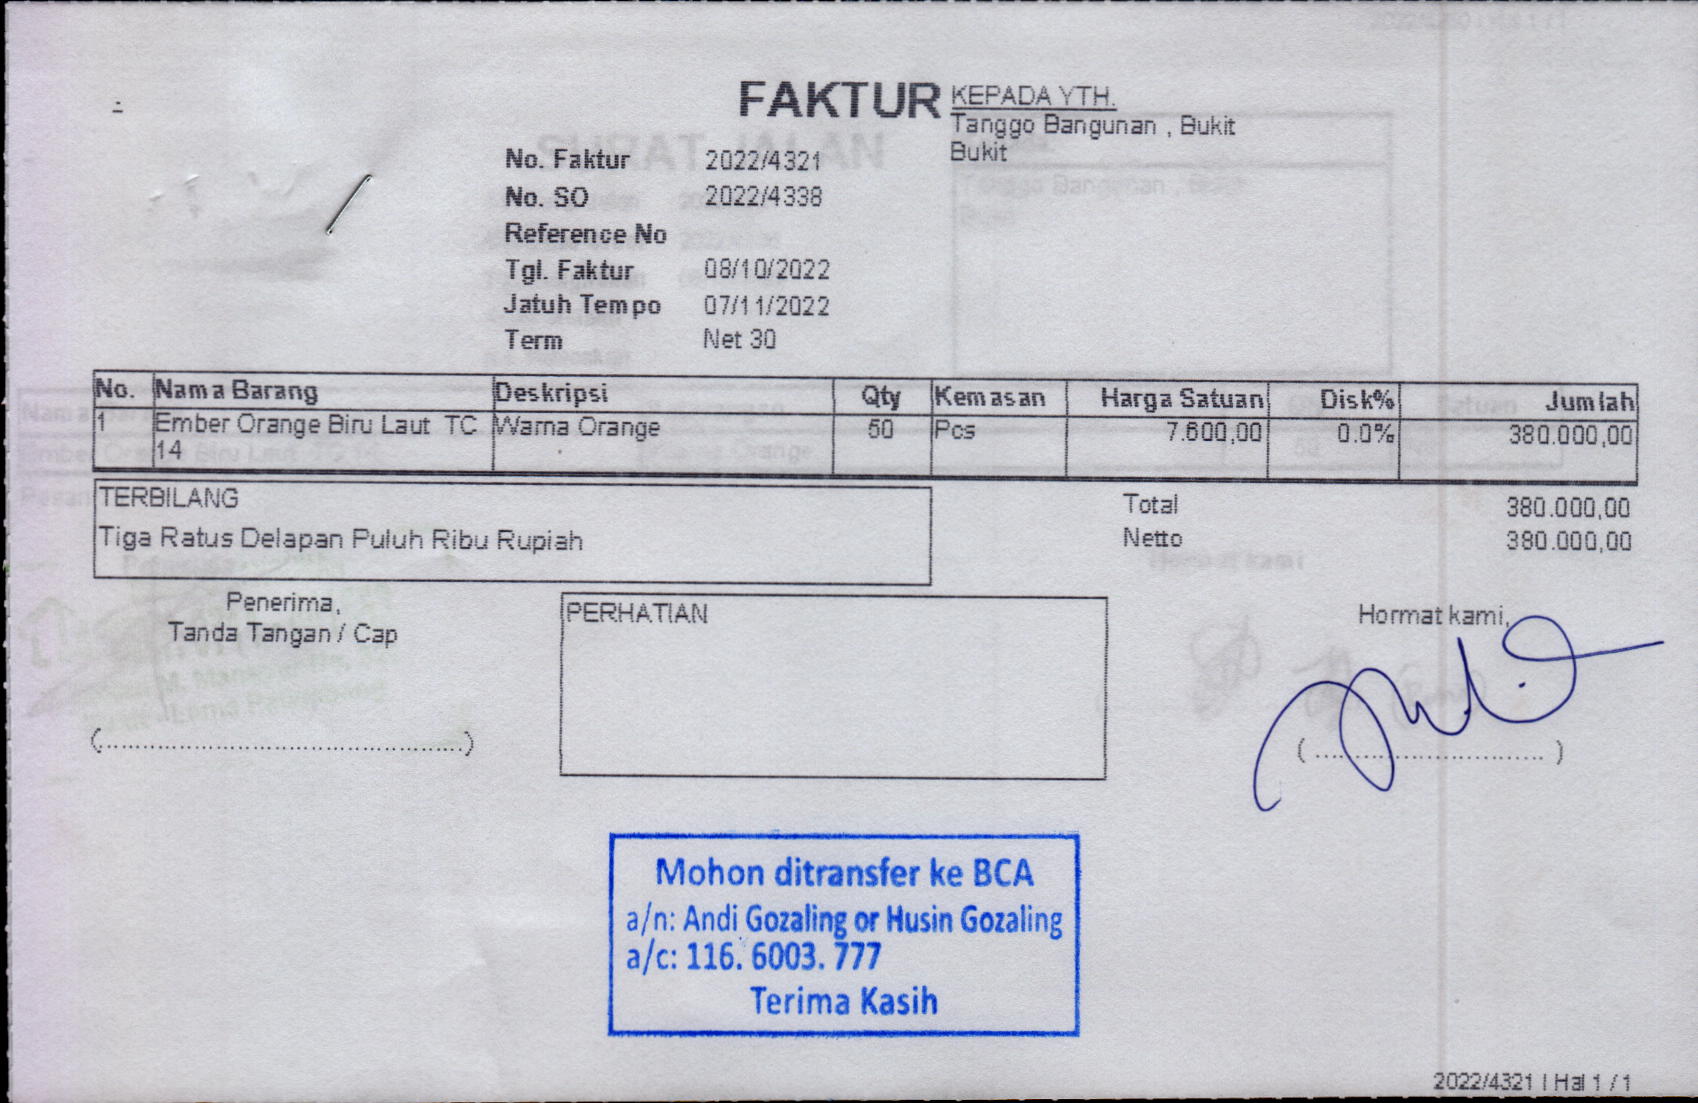 FAKTUR
KEPADA YTH.
Tanggo Bangunan , Bukit
Bukit
No. Faktur 2022/4321
No. SO 2022/4338
Reference No
Tgl. Faktur 08/10/2022
Jatuh Tempo 07/11/2022
Term Net 30
No. Nama Barang Deskripsi Qty Kemasan Harga Satuan Disk% Jumlah
1 Ember Orange Biru Laut TC Warna Orange 50 Pcs 7.600,00 0.0% 380.000,00
14
TERBILANG
Tiga Ratus Delapan Puluh Ribu Rupiah
Total 380.000,00
Netto 380.000,00
Penerima,
Tanda Tangan / Cap
PERHATIAN
Hormat kami,
(................................................)
( ............................... )
Mohon ditransfer ke BCA
a/n: Andi Gozaling or Husin Gozaling
a/c: 116. 6003. 777
Terima Kasih
2022/4321 | Hal 1 / 1